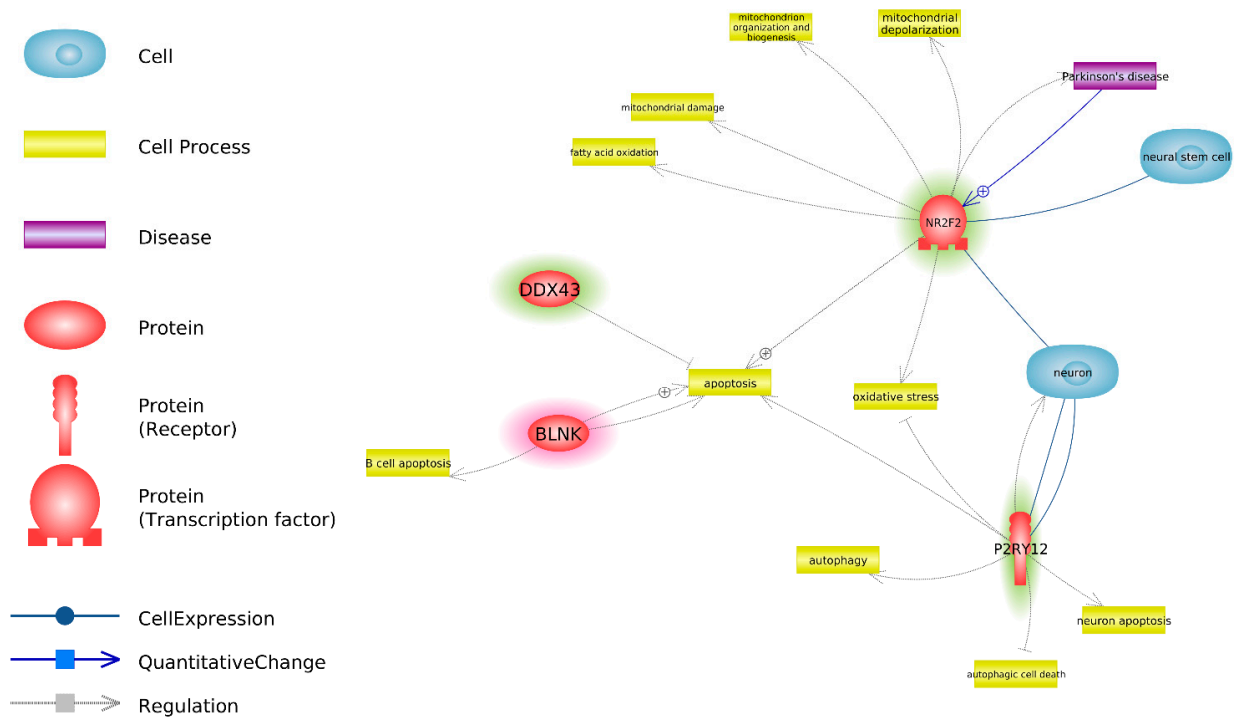 Cell
Cell Process
Disease
Protein
Protein
(Receptor)
Protein
(Transcription factor)
CellExpression
QuantitativeChange
Regulation
mitochondrion
organization and
biogenesis
mitochondrial
depolarization
Parkinson's disease
mitochondrial damage
fatty acid oxidation
neural stem cell
NR2F2
DDX43
apoptosis
neuron
oxidative stress
BLNK
B cell apoptosis
P2RY12
autophagy
neuron apoptosis
autophagic cell death